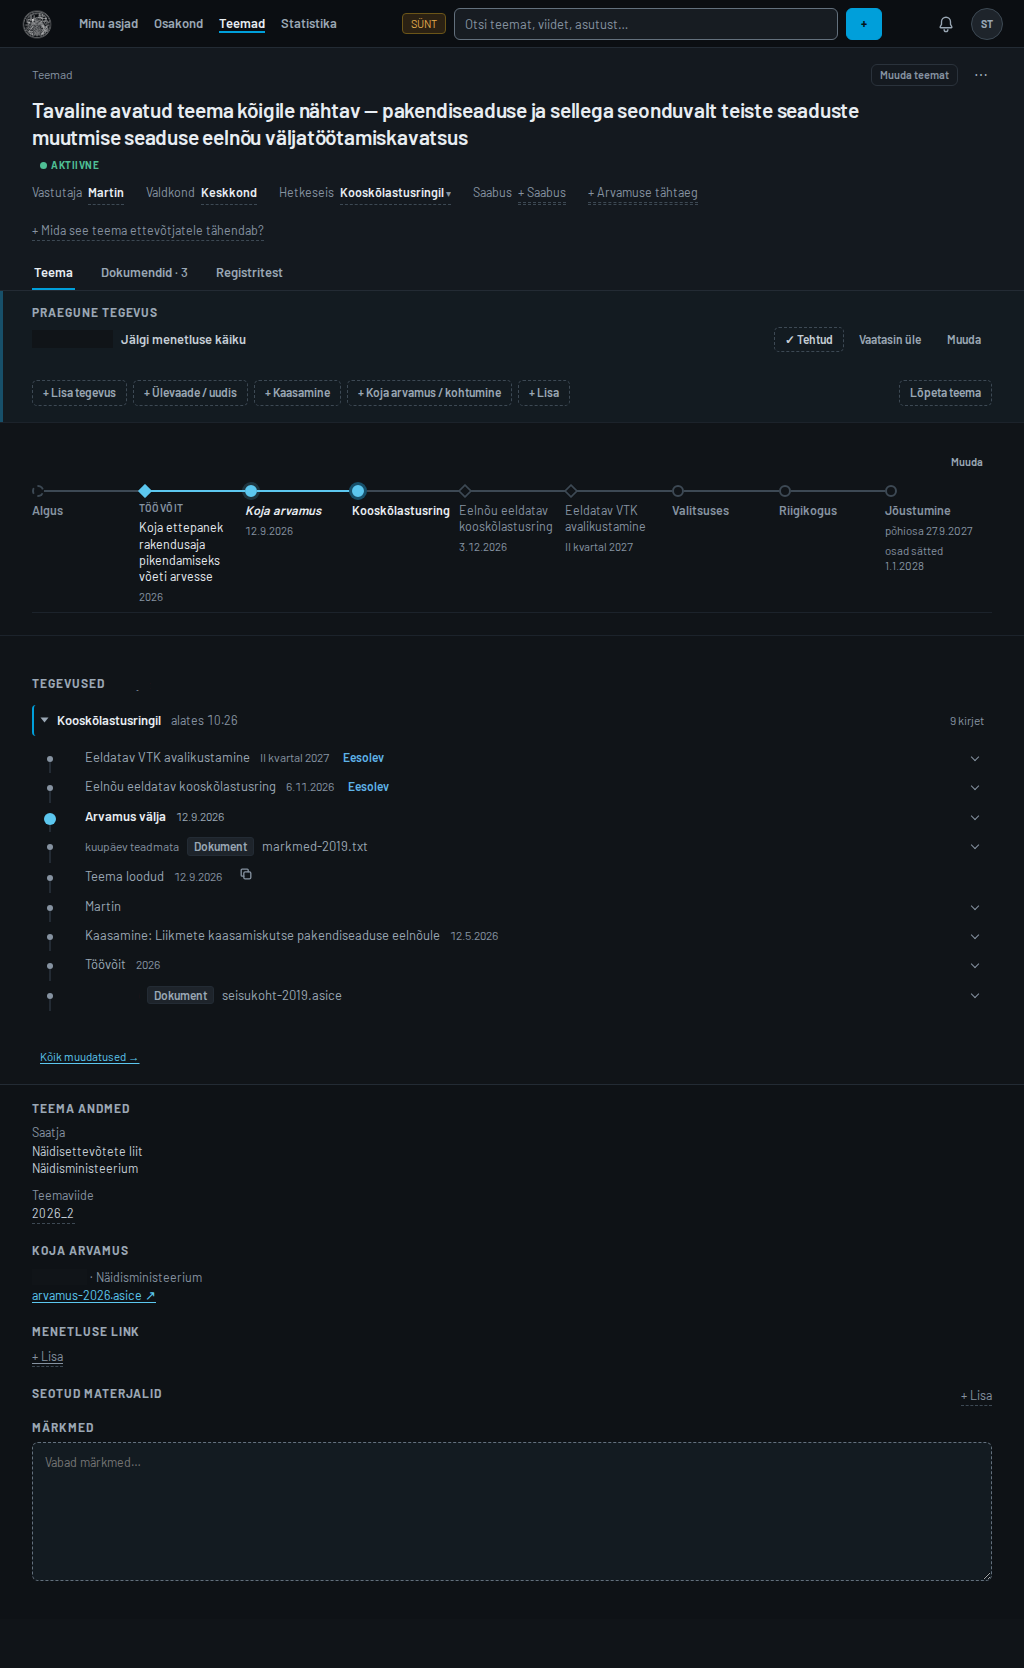 Minu asjad Osakond Teemad Statistika SÜNT Otsi teemat, viidet, asutust... + ST
Teemad Muuda teemat ⋯
Tavaline avatud teema kõigile nähtav — pakendiseaduse ja sellega seonduvalt teiste seaduste
muutmise seaduse eelnõu väljatöötamiskavatsus
AKTIIVNE
Vastutaja Martin Valdkond Keskkond Hetkeseis Kooskõlastusringil ▾ Saabus + Saabus + Arvamuse tähtaeg
+ Mida see teema ettevõtjatele tähendab?
Teema Dokumendid · 3 Registritest
PRAEGUNE TEGEVUS
Jälgi menetluse käiku ✓ Tehtud Vaatasin üle Muuda
+ Lisa tegevus + Ülevaade / uudis + Kaasamine + Koja arvamus / kohtumine + Lisa Lõpeta teema
Muuda
Algus
TÖÖVÕIT
Koja ettepanek
rakendusaja
pikendamiseks
võeti arvesse
2026
Koja arvamus
12.9.2026
Kooskõlastusring
Eelnõu eeldatav
kooskõlastusring
3.12.2026
Eeldatav VTK
avalikustamine
II kvartal 2027
Valitsuses
Riigikogus
Jõustumine
põhiosa 27.9.2027
osad sätted
1.1.2028
TEGEVUSED
Kooskõlastusringil alates 10.26 9 kirjet
Eeldatav VTK avalikustamine II kvartal 2027 Eesolev
Eelnõu eeldatav kooskõlastusring 6.11.2026 Eesolev
Arvamus välja 12.9.2026
kuupäev teadmata Dokument markmed-2019.txt
Teema loodud 12.9.2026
Martin
Kaasamine: Liikmete kaasamiskutse pakendiseaduse eelnõule 12.5.2026
Töövõit 2026
Dokument seisukoht-2019.asice
Kõik muudatused →
TEEMA ANDMED
Saatja
Näidisettevõtete liit
Näidisministeerium
Teemaviide
2026_2
KOJA ARVAMUS
· Näidisministeerium
arvamus-2026.asice ↗
MENETLUSE LINK
+ Lisa
SEOTUD MATERJALID + Lisa
MÄRKMED
Vabad märkmed...